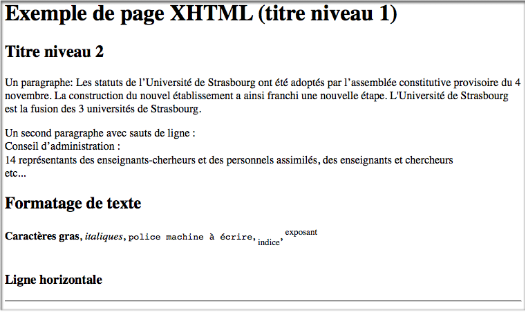 Exemple de page XHTML (titre niveau 1)
Titre niveau 2
Un paragraphe: Les statuts de l'Université de Strasbourg ont été adoptés par l'assemblée constitutive provisoire du 4
novembre. La construction du nouvel établissement a ainsi franchi une nouvelle étape. L'Université de Strasbourg
est la fusion des 3 universités de Strasbourg.
Un second paragraphe avec sauts de ligne :
Conseil d'administration :
14 représentants des enseignants-cherheurs et des personnels assimilés, des enseignants et chercheurs
etc...
Formatage de texte
Caractères gras, italiques, police machine à écrire, indice, exposant
Ligne horizontale